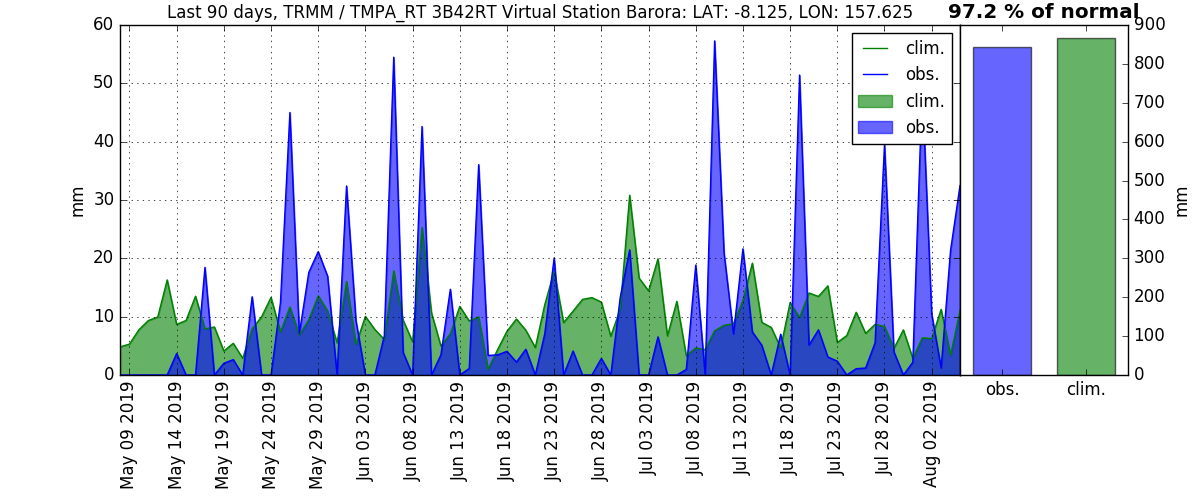 Last 90 days, TRMM / TMPA_RT 3B42RT Virtual Station Barora: LAT: -8.125, LON: 157.625
97.2 % of normal
60
50
40
30
20
10
0
mm
clim.
obs.
clim.
obs.
900
800
700
600
500
400
300
200
100
0
mm
May 09 2019
May 14 2019
May 19 2019
May 24 2019
May 29 2019
Jun 03 2019
Jun 08 2019
Jun 13 2019
Jun 18 2019
Jun 23 2019
Jun 28 2019
Jul 03 2019
Jul 08 2019
Jul 13 2019
Jul 18 2019
Jul 23 2019
Jul 28 2019
Aug 02 2019
obs.
clim.